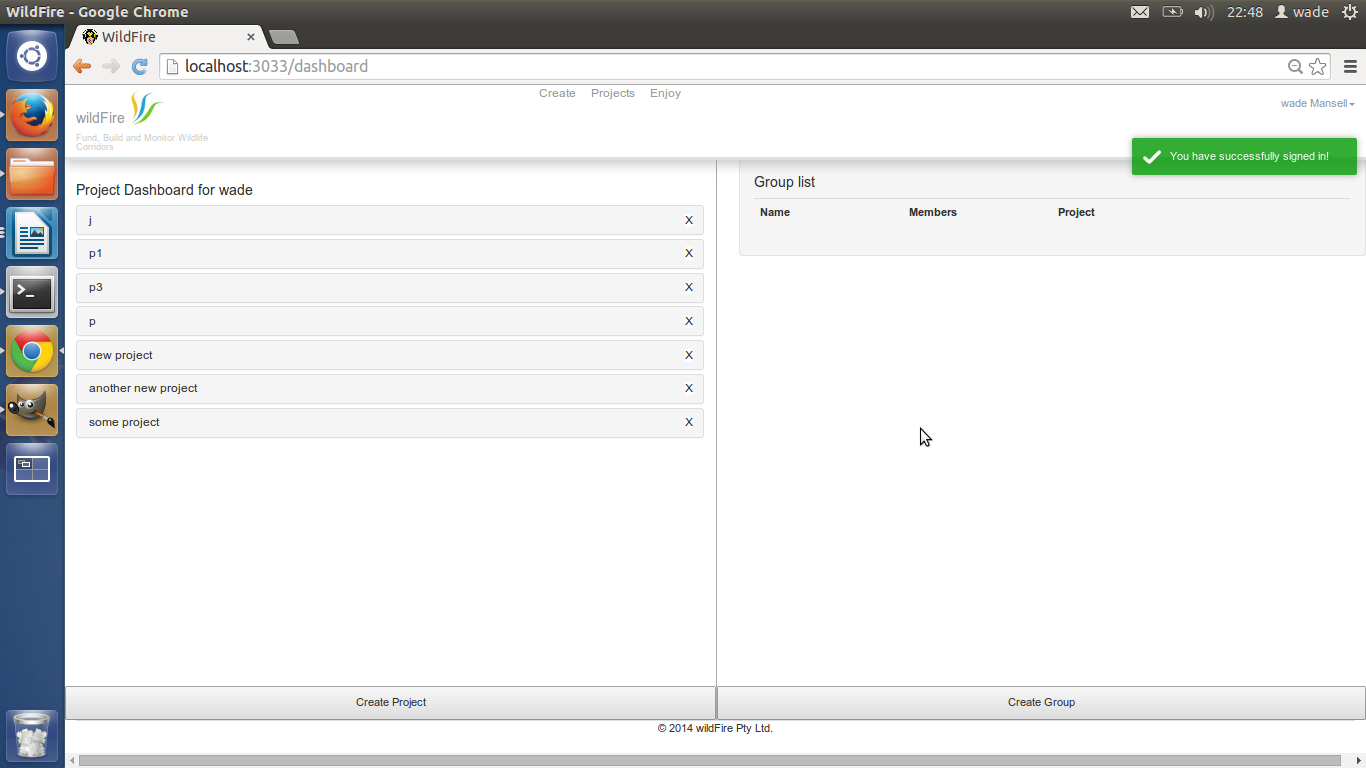 WildFire - Google Chrome
22:48
wade
WildFire
localhost:3033/dashboard
Create Projects Enjoy
wade Mansell
wildFire
Fund, Build and Monitor Wildlife
Corridors
You have successfully signed in!
Project Dashboard for wade
j X
p1 X
p3 X
p X
new project X
another new project X
some project X
Group list
Name Members Project
Create Project
Create Group
© 2014 wildFire Pty Ltd.